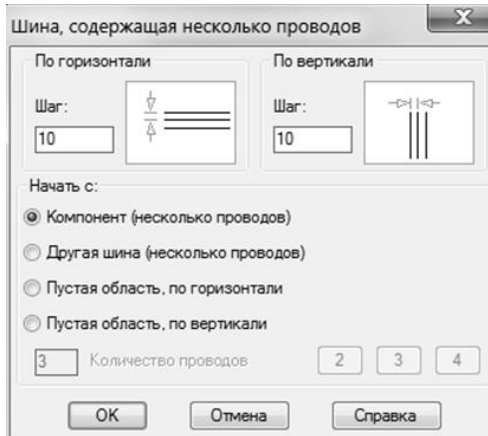 Шина, содержащая несколько проводов
По горизонтали
Шаг:
10
По вертикали
Шаг:
10
Начать с:
Компонент (несколько проводов)
Другая шина (несколько проводов)
Пустая область, по горизонтали
Пустая область, по вертикали
3 Количество проводов 2 3 4
OK Отмена Справка